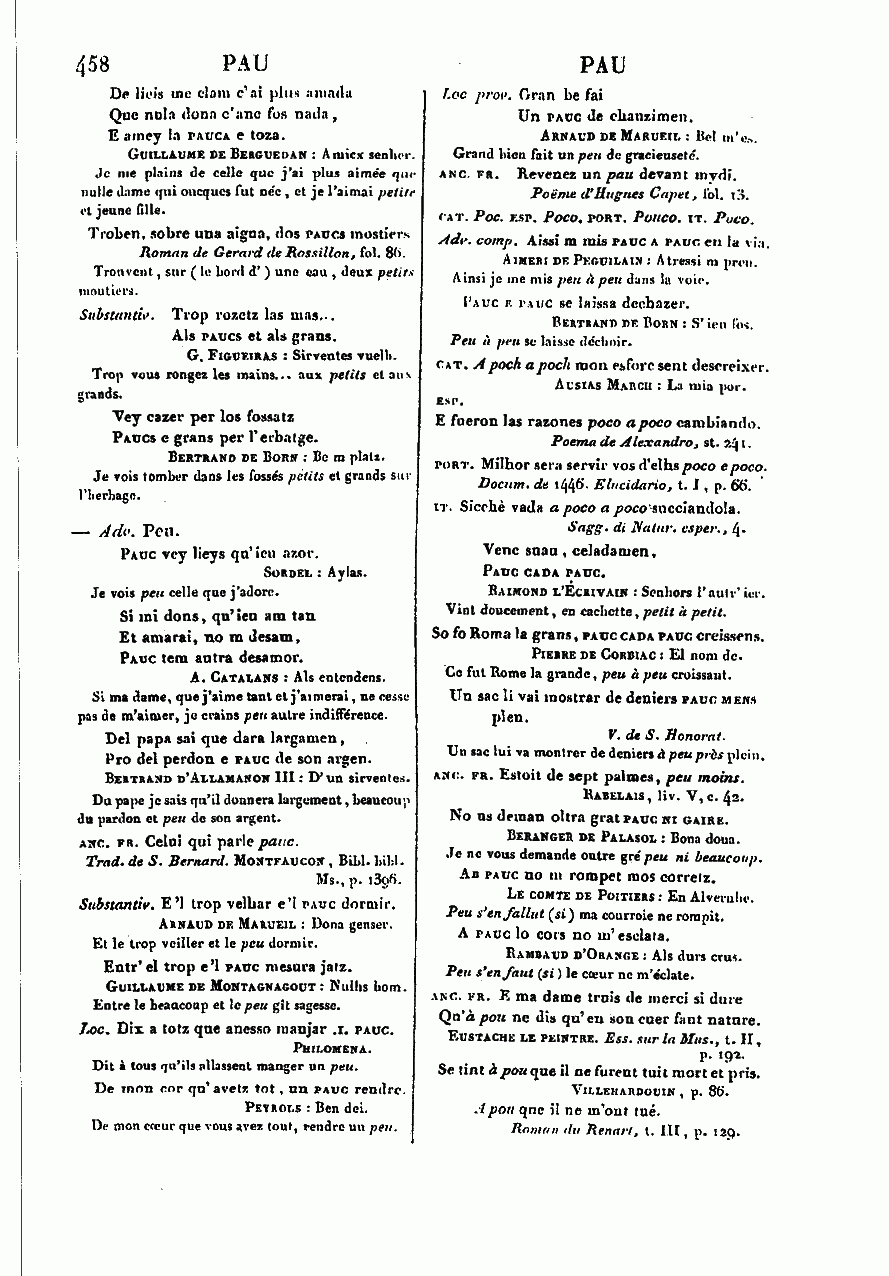 458 PAU PAU
De lieis me clam c'ai plus amada
Que nula dona c'anc fos nada,
E amey la pauca e toza.
Guillaume de Berguedan : Amicx senher.
Je me plains de celle que j'ai plus aimée que
nulle dame qui oncques fut née, et je l'aimai petite
et jeune fille.
Troben, sobre una aigua, dos paucs mostiers
Roman de Gerard de Rossillon, fol. 86.
Trouvent, sur (le bord d') une eau, deux petits
moutiers.
Substantiv. Trop rozetz las mas...
Als paucs et als grans.
G. Figueiras : Sirventes vuelh.
Trop vous rongez les mains... aux petits et aux
grands.
Vey cazer per los fossatz
Paucs e grans per l'erbatge.
Bertrand de Born : Be m platz.
Je vois tomber dans les fossés petits et grands sur
l'herbage.
— Adv. Peu.
Pauc vey lieys qu'ieu azor.
Sordel : Aylas.
Je vois peu celle que j'adore.
Si mi dons, qu'ieu am tan
Et amarai, no m desam,
Pauc tem autra desamor.
A. Catalans : Als entendens.
Si ma dame, que j'aime tant et j'aimerai, ne cesse
pas de m'aimer, je crains peu autre indifférence.
Del papa sai que dara largamen,
Pro del perdon e pauc de son argen.
Bertrand d'Allamanon III : D'un sirventes.
Du pape je sais qu'il donnera largement, beaucoup
du pardon et peu de son argent.
anc. fr. Celui qui parle pauc.
Trad. de S. Bernard. Montfaucon, Bibl. bibl.
Ms., p. 1396.
Substantiv. E'l trop velhar e'l pauc dormir.
Arnaud de Marueil : Dona genser.
Et le trop veiller et le peu dormir.
Entr' el trop e'l pauc mesura jatz.
Guillaume de Montagnagout : Nulhs hom.
Entre le beaucoup et le peu gît sagesse.
Loc. Dix a totz que anesso manjar .I. pauc.
Philomena.
Dit à tous qu'ils allassent manger un peu.
De mon cor qu'avetz tot, un pauc rendre.
Peyrols : Ben dei.
De mon cœur que vous avez tout, rendre un peu.
Loc prov. Gran be fai
Un pauc de chauzimen.
Arnaud de Marueil : Bel m'es.
Grand bien fait un peu de gracieuseté.
anc. fr. Revenez un pau devant mydi.
Poëme d'Hugues Capet, fol. 13.
cat. Poc. esp. Poco. port. Pouco. it. Poco.
Adv. comp. Aissi m mis pauc a pauc en la via.
Aimeri de Peguilain : Atressi m pren.
Ainsi je me mis peu à peu dans la voie.
Pauc e pauc se laissa dechazer.
Bertrand de Born : S'ieu fos.
Peu à peu se laisse déchoir.
cat. A poch a poch mon esforc sent descreixer.
Ausias March : La mia por.
esp.
E fueron las razones poco a poco cambiando.
Poema de Alexandro, st. 241.
port. Milhor sera servir vos d'elhs poco e poco.
Docum. de 1446. Elucidario, t. I, p. 66.
it. Sicchè vada a poco a poco succiandola.
Sagg. di Natur. esper., 4.
Venc suau, celadamen,
Pauc cada pauc.
Raimond l'Écrivain : Senhors l'autr'ier.
Vint doucement, en cachette, petit à petit.
So fo Roma la grans, pauc cada pauc creissens.
Pierre de Corbiac : El nom de.
Ce fut Rome la grande, peu à peu croissant.
Un sac li vai mostrar de deniers pauc mens
plen.
V. de S. Honorat.
Un sac lui va montrer de deniers à peu près plein.
anc. fr. Estoit de sept palmes, peu moins.
Rabelais, liv. V, c. 42.
No us deman oltra grat pauc ni gaire.
Beranger de Palasol : Bona dona.
Je ne vous demande outre gré peu ni beaucoup.
Ab pauc no m rompet mos corretz.
Le comte de Poitiers : En Alvernhe.
Peu s'en fallut (si) ma courroie ne rompit.
A pauc lo cors no m'esclata.
Rambaud d'Orange : Als durs crus.
Peu s'en faut (si) le cœur ne m'éclate.
anc. fr. E ma dame truis de merci si dure
Qu'à pou ne dis qu'en son cuer faut nature.
Eustache le peintre. Ess. sur la Mus., t. II,
p. 192.
Se tint à pou que il ne furent tuit mort et pris.
Villehardouin, p. 86.
A pou que il ne m'ont tué.
Roman du Renart, t. III, p. 129.